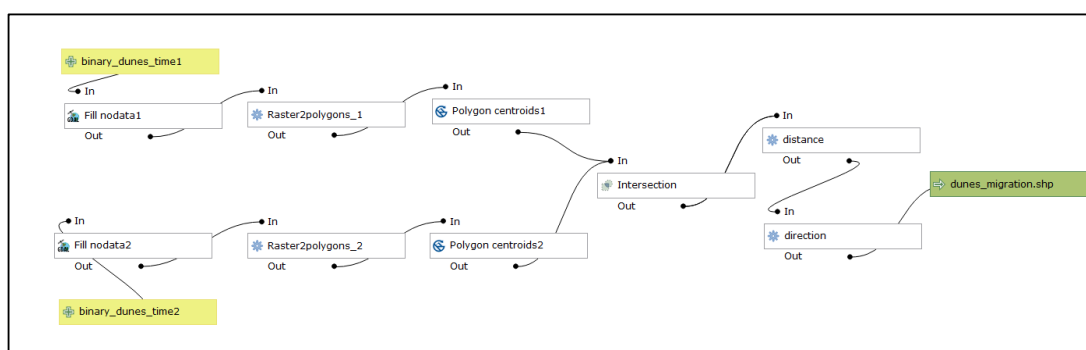 binary_dunes_time1
In
Fill nodata1
Out
In
Raster2polygons_1
Out
In
Polygon centroids1
Out
In
Fill nodata2
Out
binary_dunes_time2
In
Raster2polygons_2
Out
In
Polygon centroids2
Out
In
Intersection
Out
In
distance
Out
In
direction
Out
dunes_migration.shp